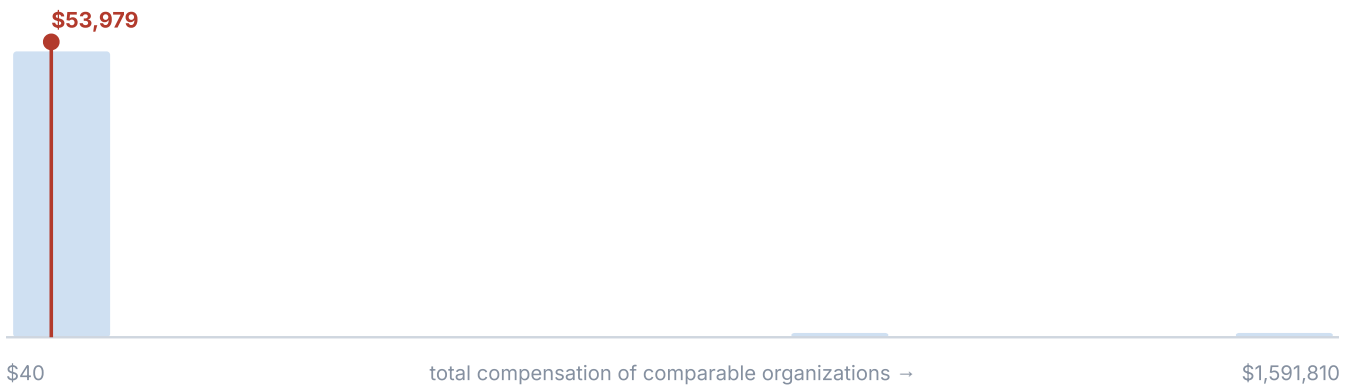 $53,979
$40 total compensation of comparable organizations → $1,591,810